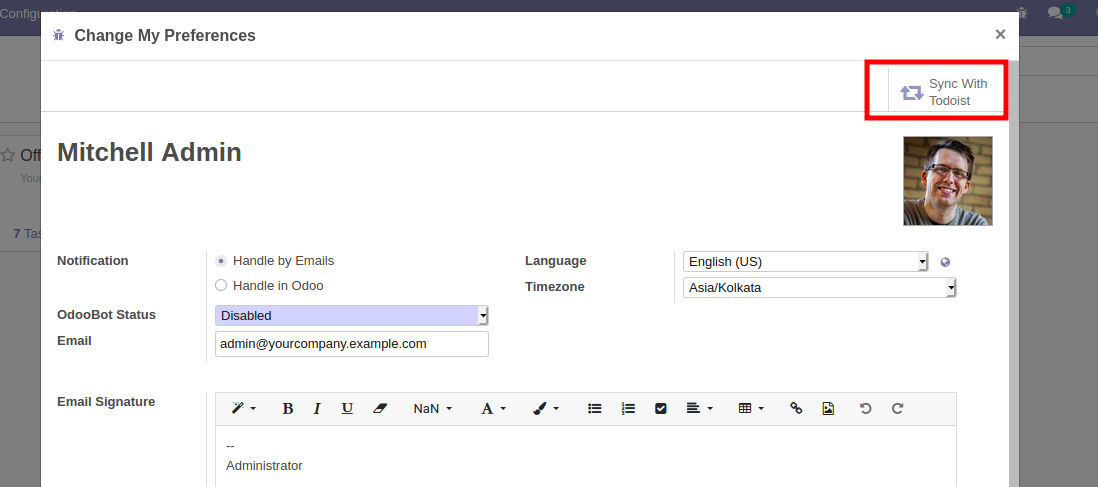 Configuration
3
Change My Preferences
×
Sync With
Todoist
Mitchell Admin
Off
Your
7 Tas
Notification
Handle by Emails
Handle in Odoo
Language
English (US)
Timezone
Asia/Kolkata
OdooBot Status
Disabled
Email
admin@yourcompany.example.com
Email Signature
B I U NaN A
--
Administrator